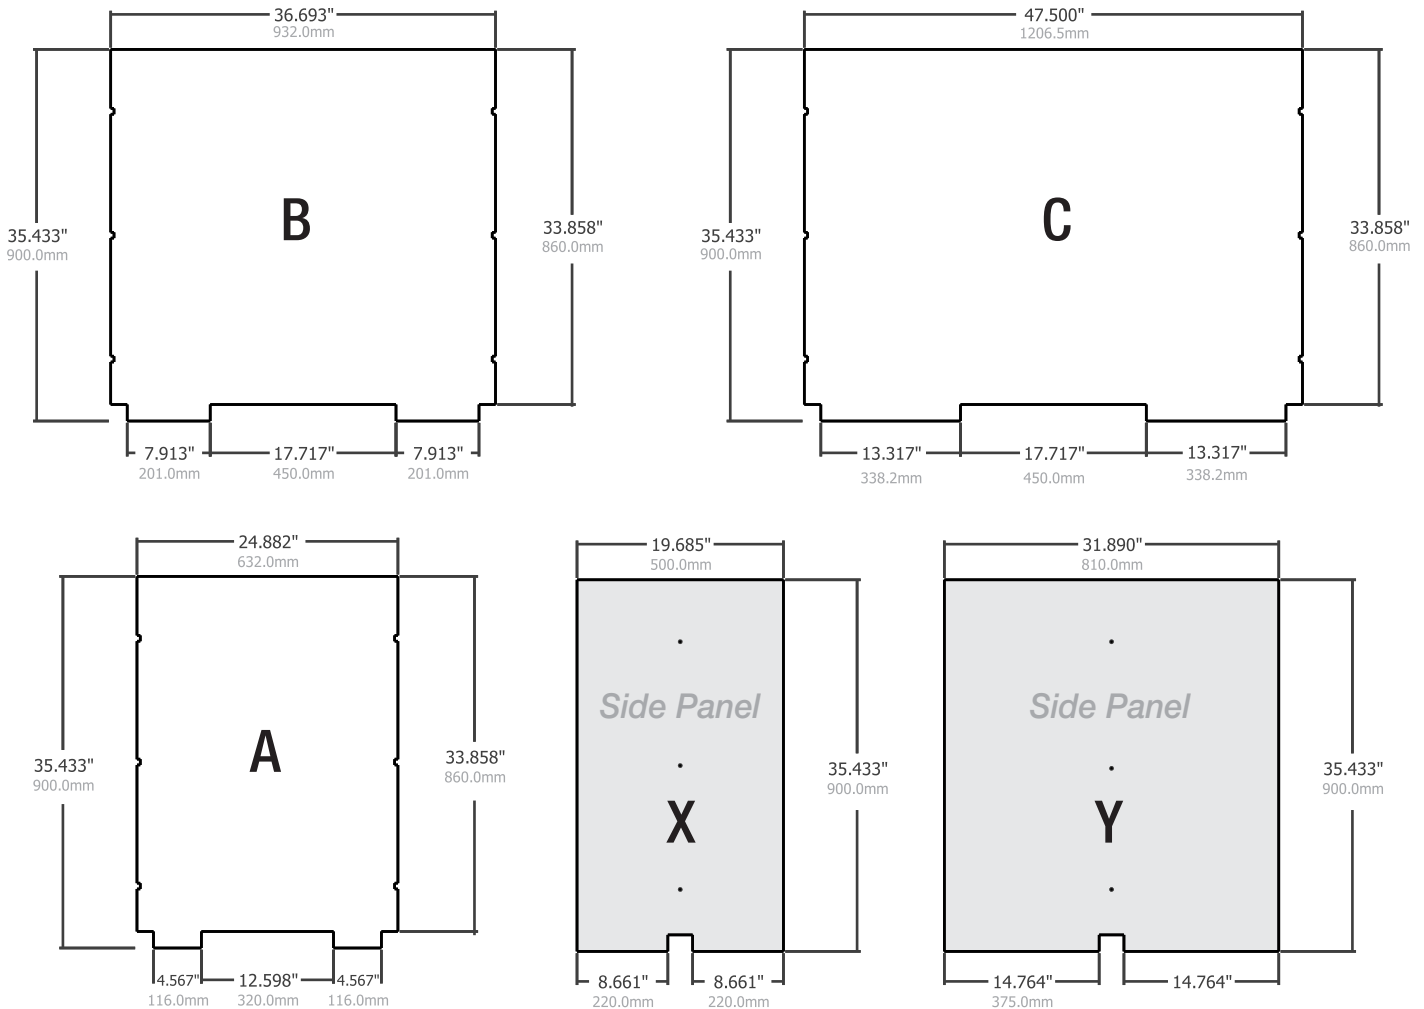 36.693"
932.0mm
B
35.433"
900.0mm
33.858"
860.0mm
7.913"
201.0mm
17.717"
450.0mm
7.913"
201.0mm
47.500"
1206.5mm
C
35.433"
900.0mm
33.858"
860.0mm
13.317"
338.2mm
17.717"
450.0mm
13.317"
338.2mm
24.882"
632.0mm
A
35.433"
900.0mm
33.858"
860.0mm
4.567"
116.0mm
12.598"
320.0mm
4.567"
116.0mm
19.685"
500.0mm
Side Panel
X
35.433"
900.0mm
8.661"
220.0mm
8.661"
220.0mm
31.890"
810.0mm
Side Panel
Y
35.433"
900.0mm
14.764"
375.0mm
14.764"